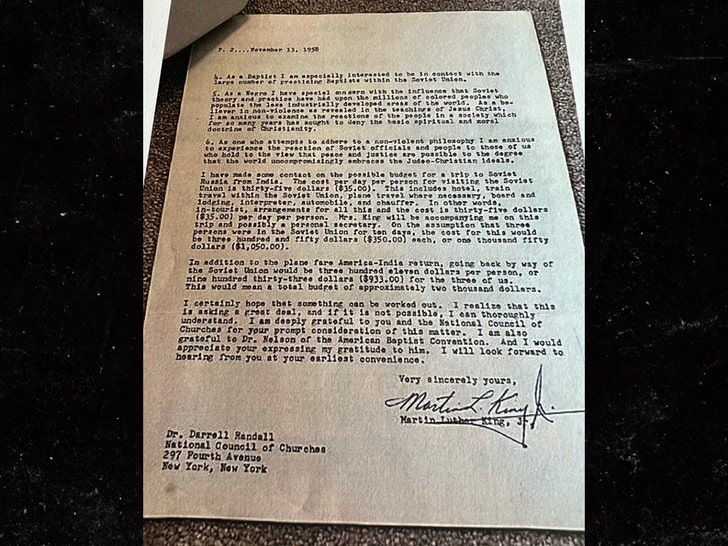 P. 2....November 13, 1958
4. As a Baptist I am especially interested to be in contact with the
large number of practicing Baptists within the Soviet Union.
5. As a Negro I have special concern with the influence that Soviet
theory and practice have had upon the millions of colored peoples who
populate the less industrially developed areas of the world. As a be-
liever in non-violence as revealed in the teachings of Jesus Christ,
I am anxious to examine the reactions of the people in a society which
for so many years has sought to deny the basic spiritual and moral
doctrine of Christianity.
6. As one who attempts to adhere to a non-violent philosophy I am anxious
to experience the reaction of Soviet officials and people to those of us
who hold to the view that peace and justice are possible to the degree
that the world uncompromisingly embraces the Judea-Christian ideals.
I have made some contact on the possible budget for a trip to Soviet
Russia from India. The cost per day per person for visiting the Soviet
Union is thirty-five dollars ($35.00). This includes hotel, train
travel within the Soviet Union, plane travel where necessary, board and
lodging, interpreter, automobile, and chauffer. In other words,
in-tourist, arrangements for all this and the cost is thirty-five dollars
($35.00) per day per person. Mrs. King will be accompanying me on this
trip and possibly a personal secretary. On the assumption that three
persons were in the Soviet Union for ten days, the cost for this would
be three hundred and fifty dollars ($350.00) each, or one thousand fifty
dollars ($1,050.00).
In addition to the plane fare America-India return, going back by way of
the Soviet Union would be three hundred eleven dollars per person, or
nine hundred thirty-three dollars ($933.00) for the three of us.
This would mean a total budget of approximately two thousand dollars.
I certainly hope that something can be worked out. I realize that this
is asking a great deal, and if it is not possible, I can thoroughly
understand. I am deeply grateful to you and the National Council of
Churches for your prompt consideration of this matter. I am also
grateful to Dr. Nelson of the American Baptist Convention. And I would
appreciate your expressing my gratitude to him. I will look forward to
hearing from you at your earliest convenience.
Very sincerely yours,
Martin L. King Jr.
Martin Luther King, Jr.
Dr. Darrell Randall
National Council of Churches
297 Fourth Avenue
New York, New York